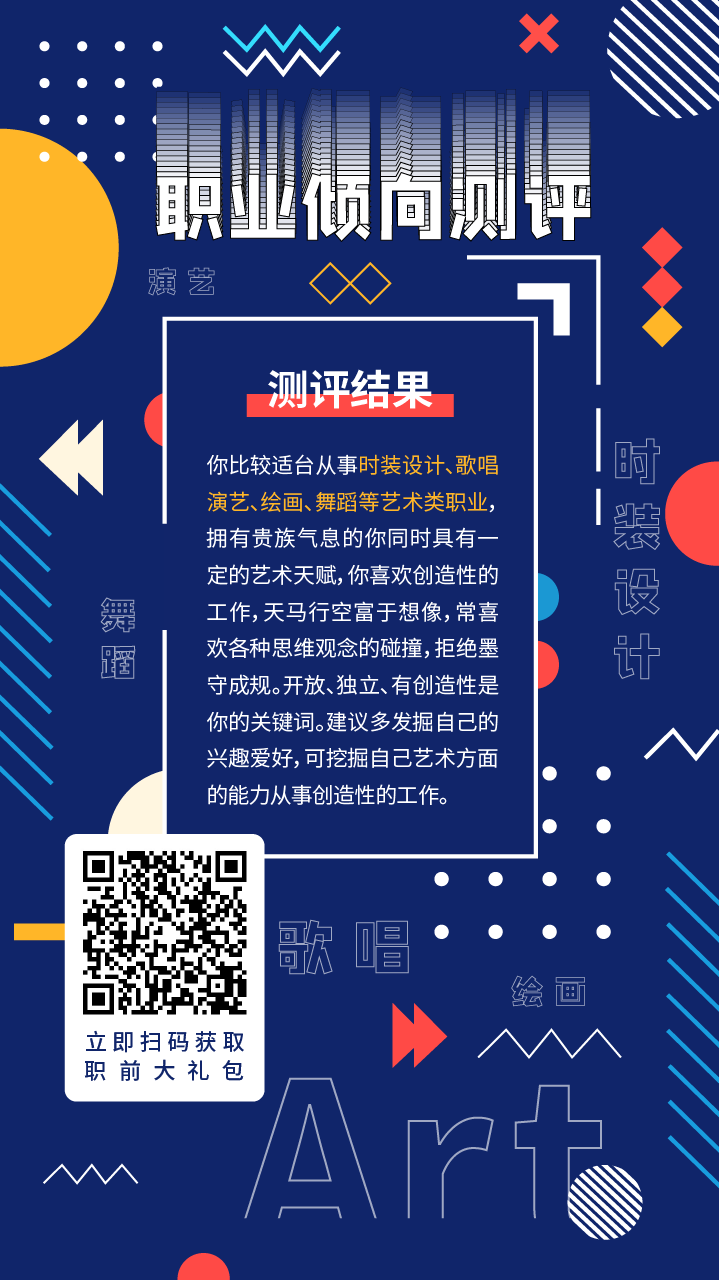 职业倾向测评
演艺
测评结果
你比较适台从事时装设计、歌唱
演艺、绘画、舞蹈等艺术类职业，
拥有贵族气息的你同时具有一
定的艺术天赋，你喜欢创造性的
工作，天马行空富于想像，常喜
欢各种思维观念的碰撞，拒绝墨
守成规。开放、独立、有创造性是
你的关键词。建议多发掘自己的
兴趣爱好，可挖掘自己艺术方面
的能力从事创造性的工作。
时装设计
舞蹈
歌唱
绘画
立即扫码获取
职前大礼包
Art